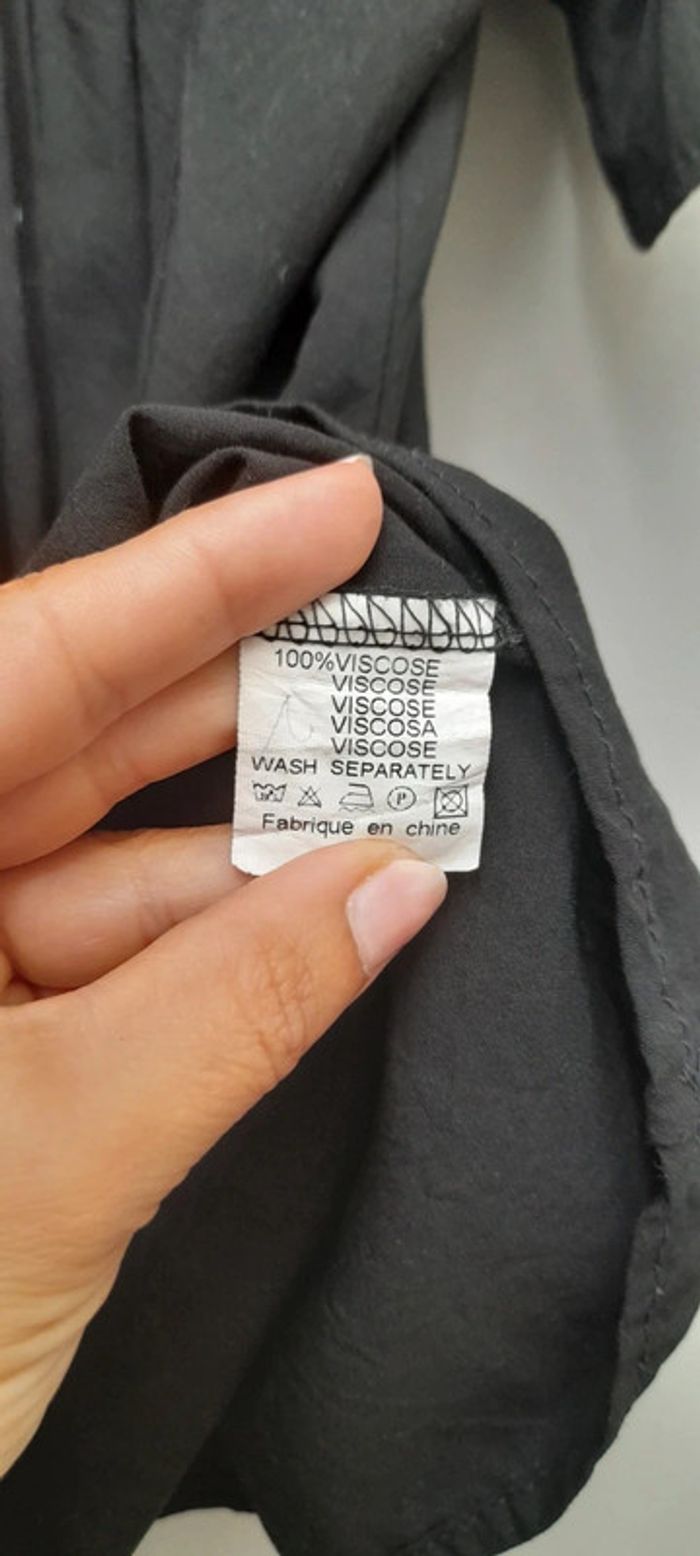 100%VISCOSE
VISCOSE
VISCOSE
VISCOSA
VISCOSE
WASH SEPARATELY
P
Fabrique en chine